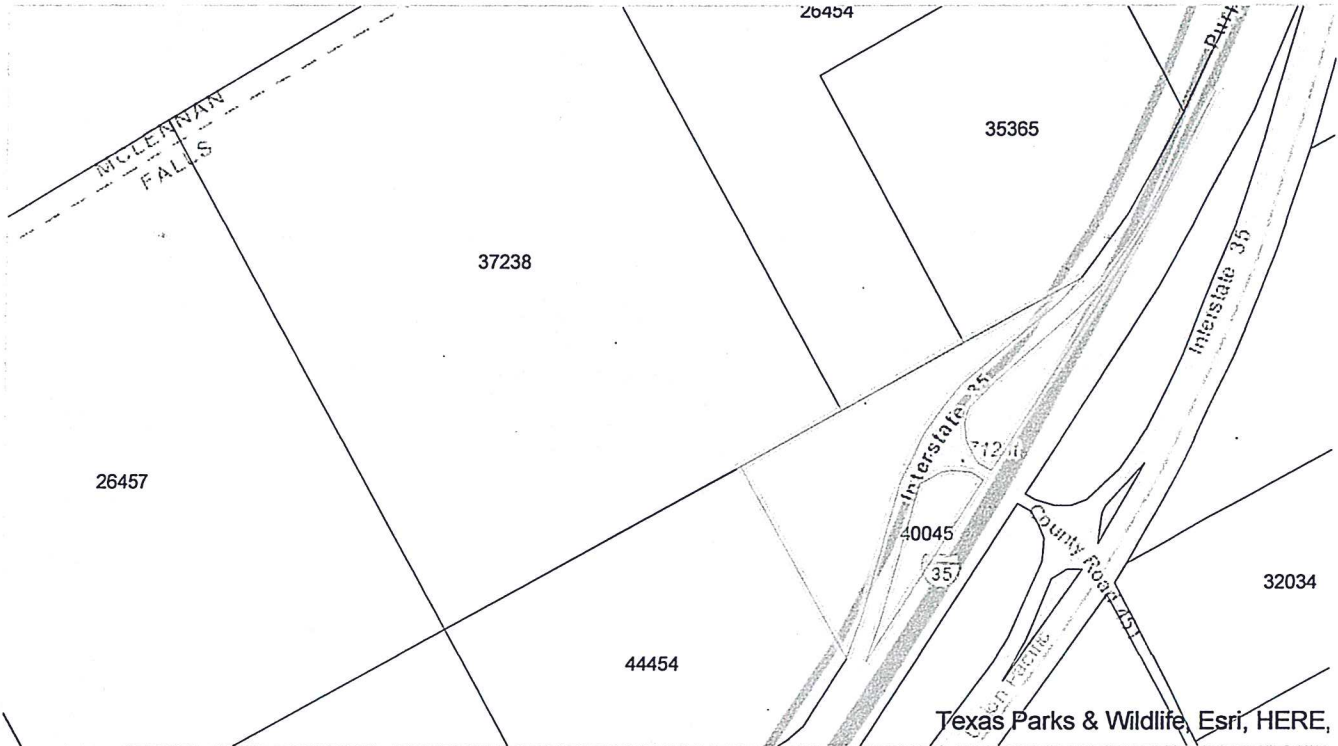 26454
35365
MCLENNAN
FALLS
37238
Interstate 35
Interstate 35
26457
40045
35
County Road 451
32034
44454
Texas Parks & Wildlife, Esri, HERE,